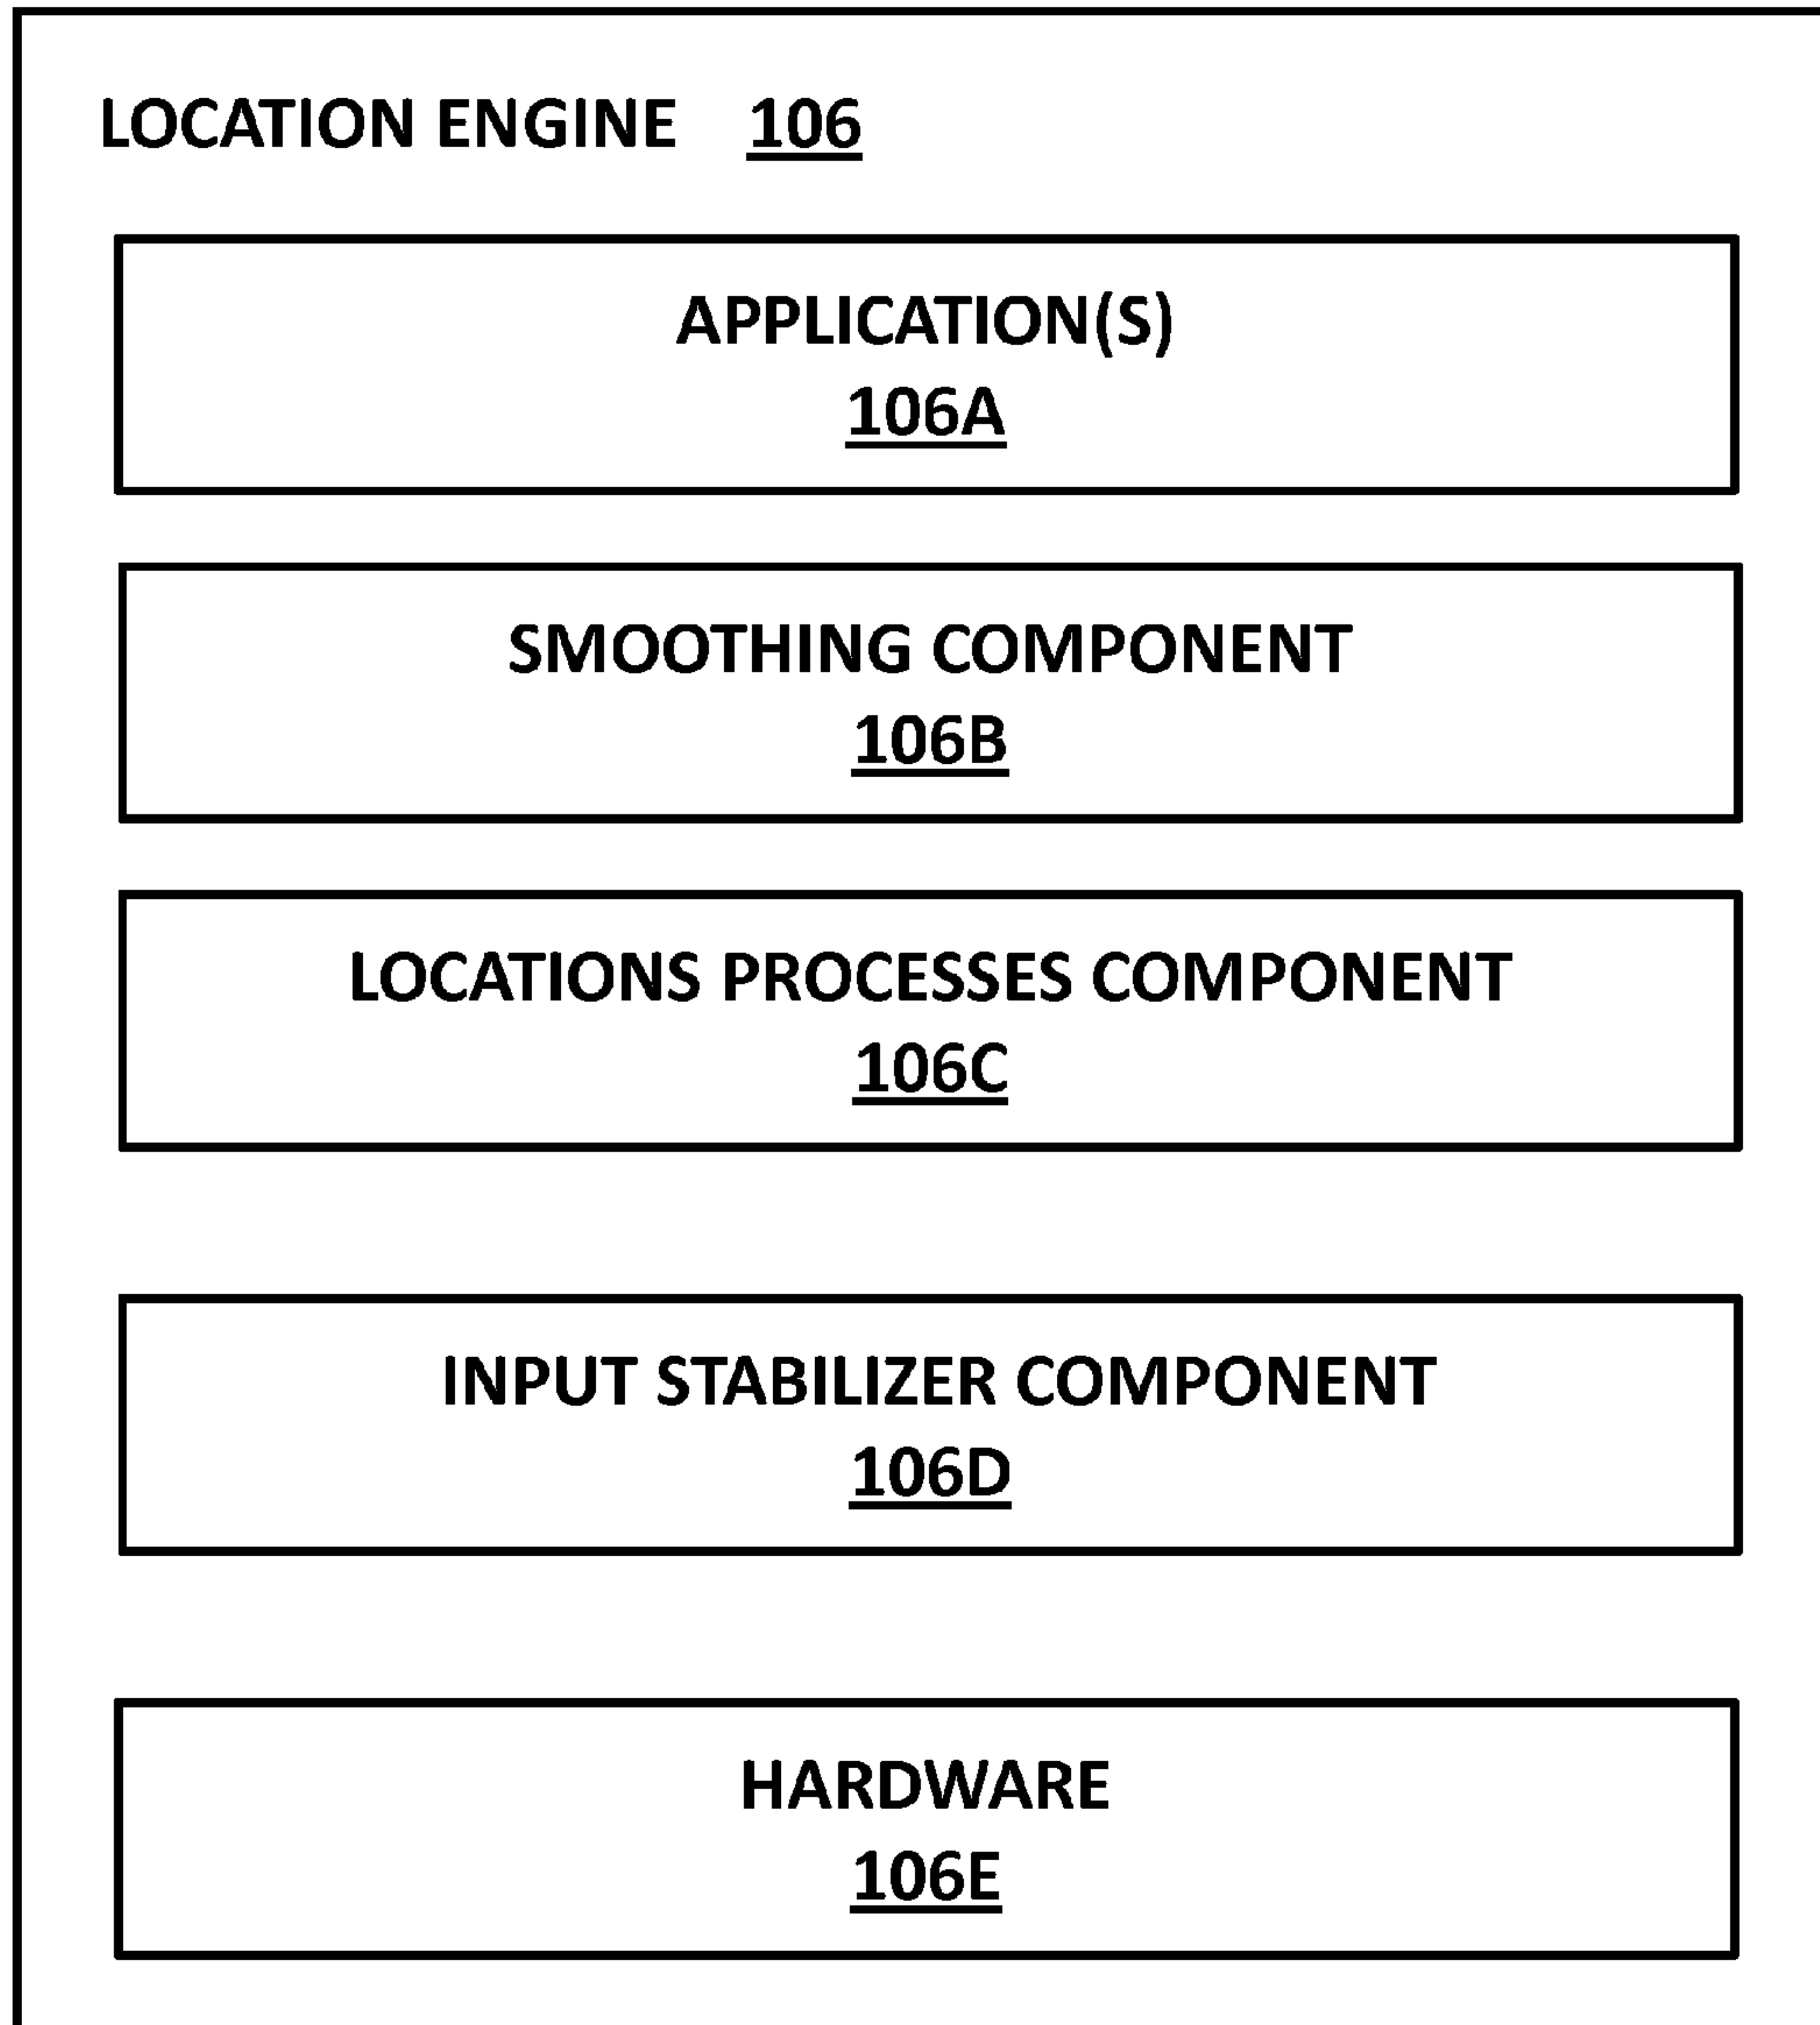 LOCATION ENGINE 106
APPLICATION(S)
106A
SMOOTHING COMPONENT
106B
LOCATIONS PROCESSES COMPONENT
106C
INPUT STABILIZER COMPONENT
106D
HARDWARE
106E